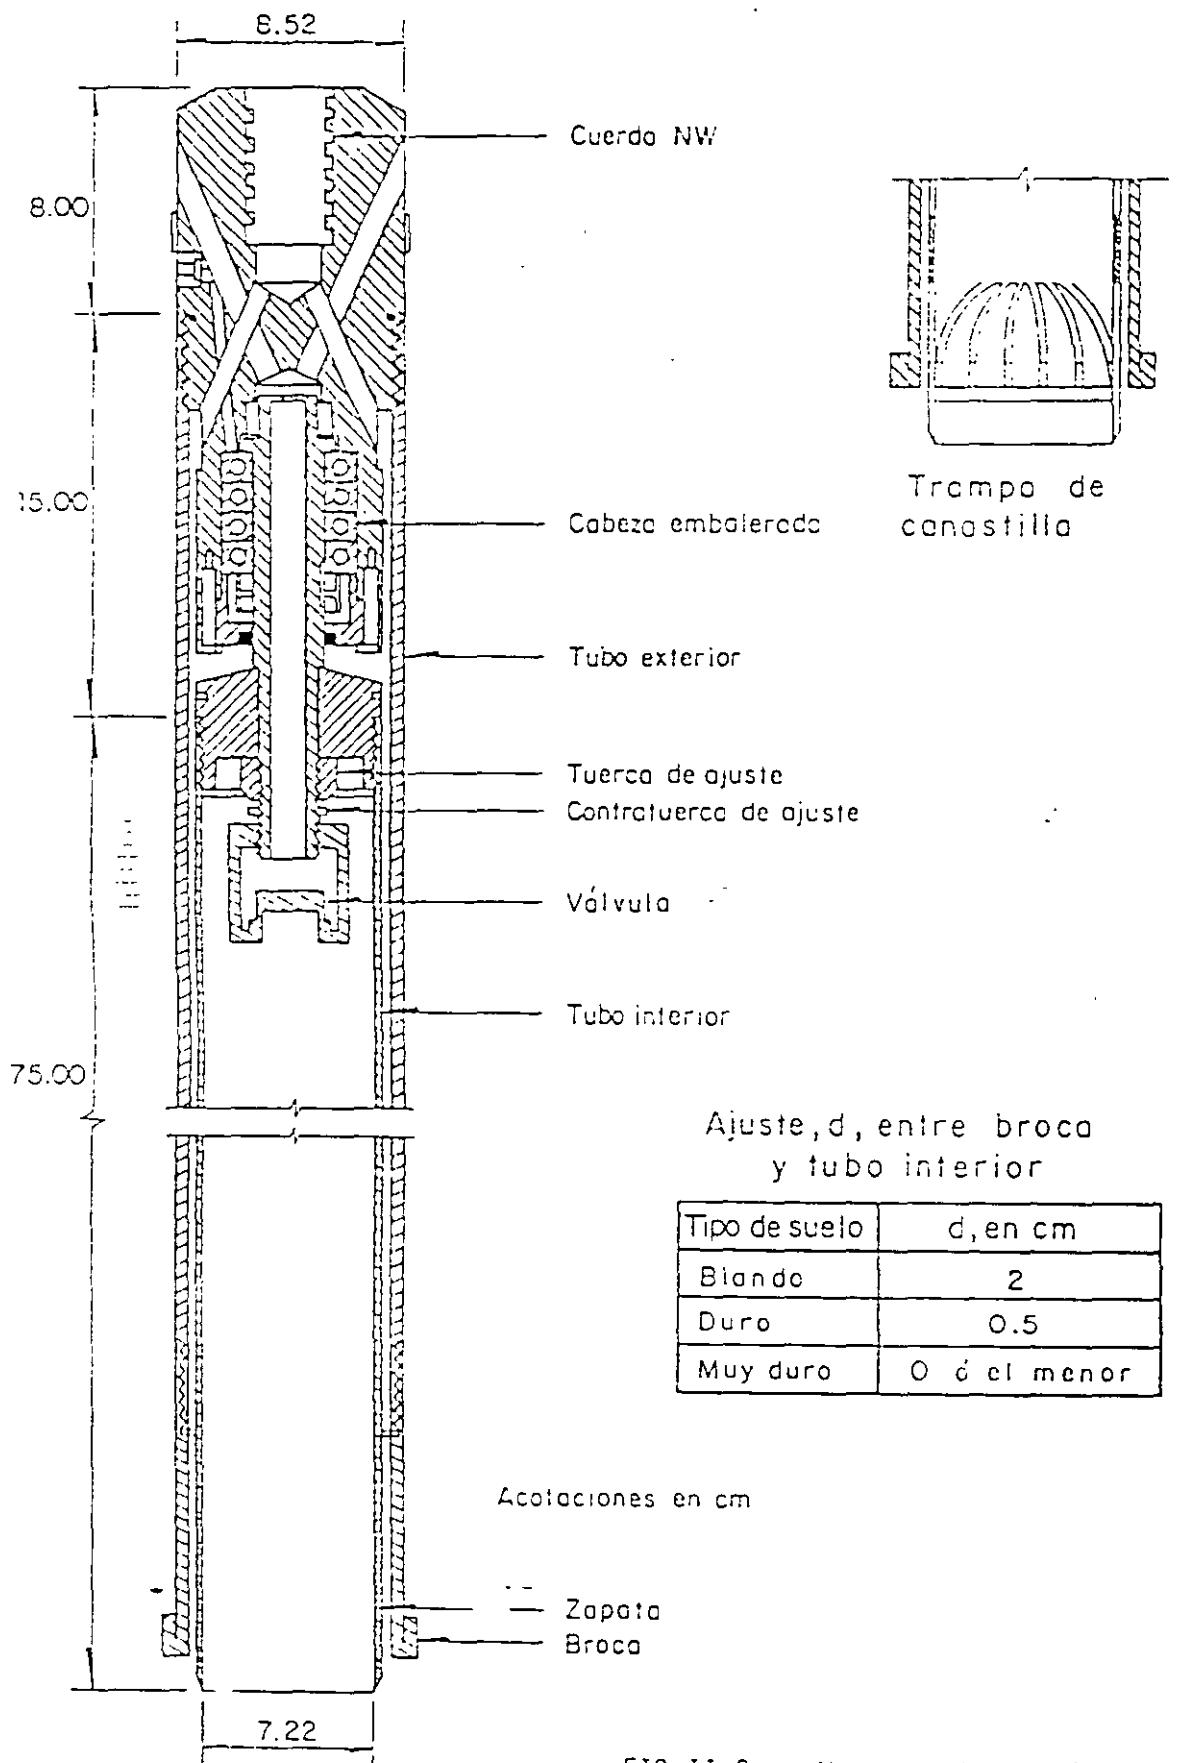 8.52
Cuerda NW
8.00
Trampa de
canastilla
15.00
Cabeza embalerada
Tubo exterior
Tuerca de ajuste
Contratuerca de ajuste
Válvula
Tubo interior
75.00
Ajuste, d, entre broca
y tubo interior
Tipo de suelo d, en cm
Blando 2
Duro 0.5
Muy duro 0 ó el menor
Acotaciones en cm
Zapata
Broca
7.22